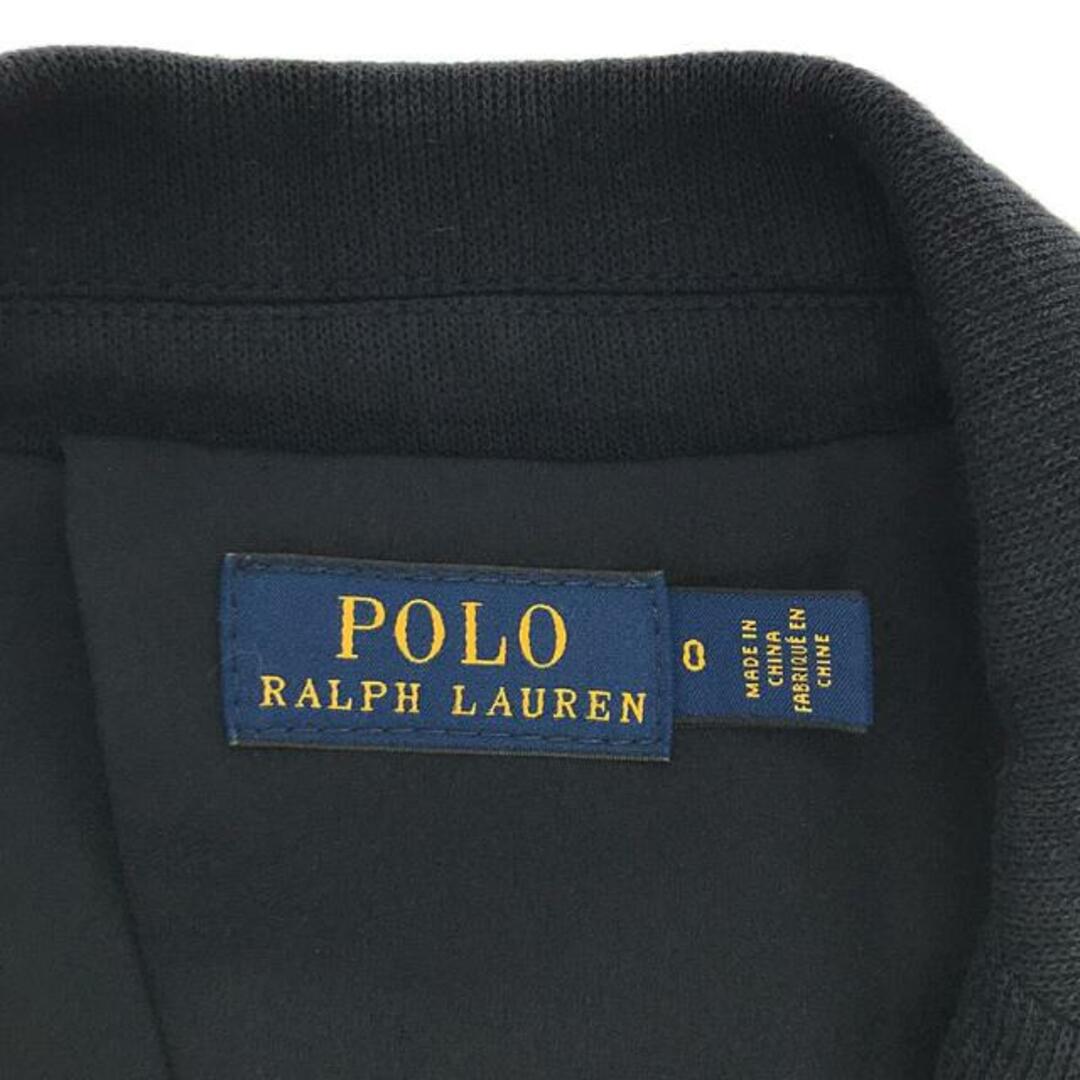 POLO
RALPH LAUREN
0
MADE IN
CHINA
FABRIQUÉ EN
CHINE